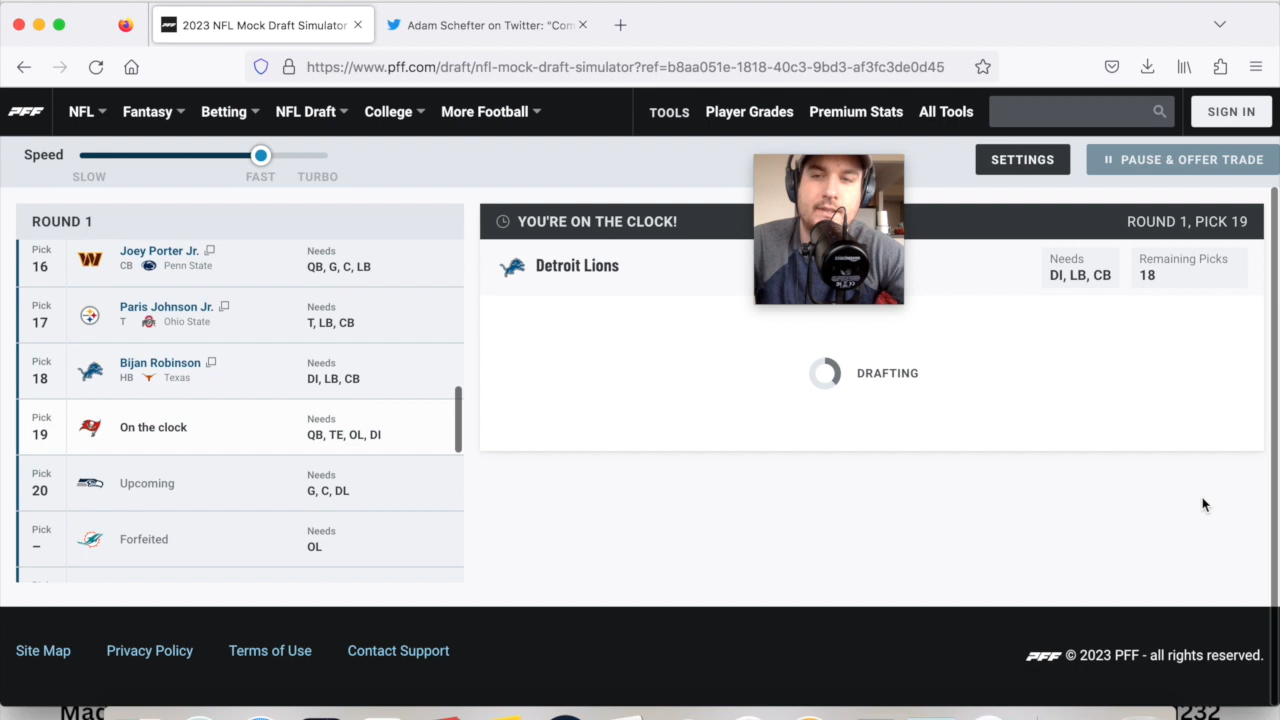 2023 NFL Mock Draft Simulator
Adam Schefter on Twitter: "Com
https://www.pff.com/draft/nfl-mock-draft-simulator?ref=b8aa051e-1818-40c3-9bd3-af3fc3de0d45
PFF NFL Fantasy Betting NFL Draft College More Football TOOLS Player Grades Premium Stats All Tools SIGN IN
Speed
SLOW FAST TURBO
SETTINGS PAUSE & OFFER TRADE
ROUND 1
Pick 16 Joey Porter Jr. Needs
CB Penn State QB, G, C, LB
Pick 17 Paris Johnson Jr. Needs
T Ohio State T, LB, CB
Pick 18 Bijan Robinson Needs
HB Texas DI, LB, CB
Pick 19 On the clock Needs
QB, TE, OL, DI
Pick 20 Upcoming Needs
G, C, DL
Pick – Forfeited Needs
OL
YOU'RE ON THE CLOCK! ROUND 1, PICK 19
Detroit Lions
Needs
DI, LB, CB
Remaining Picks
18
DRAFTING
Site Map Privacy Policy Terms of Use Contact Support
PFF © 2023 PFF - all rights reserved.